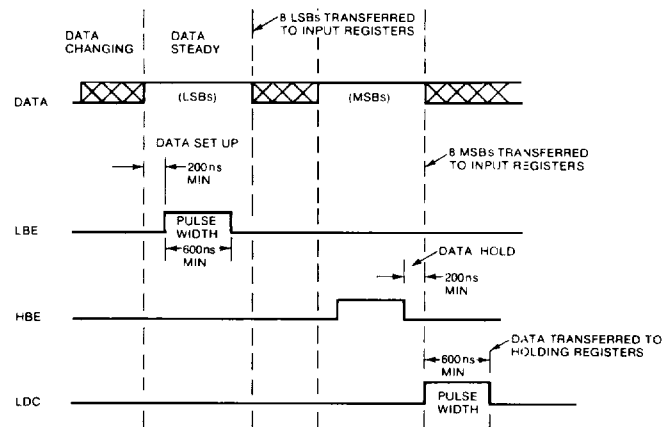 DATA CHANGING
DATA STEADY
8 LSBs TRANSFERRED TO INPUT REGISTERS
DATA
(LSBs)
(MSBs)
DATA SET UP
200ns MIN
8 MSBs TRANSFERRED TO INPUT REGISTERS
LBE
PULSE WIDTH
600ns MIN
DATA HOLD
200ns MIN
HBE
DATA TRANSFERRED TO HOLDING REGISTERS
600ns MIN
LDC
PULSE WIDTH